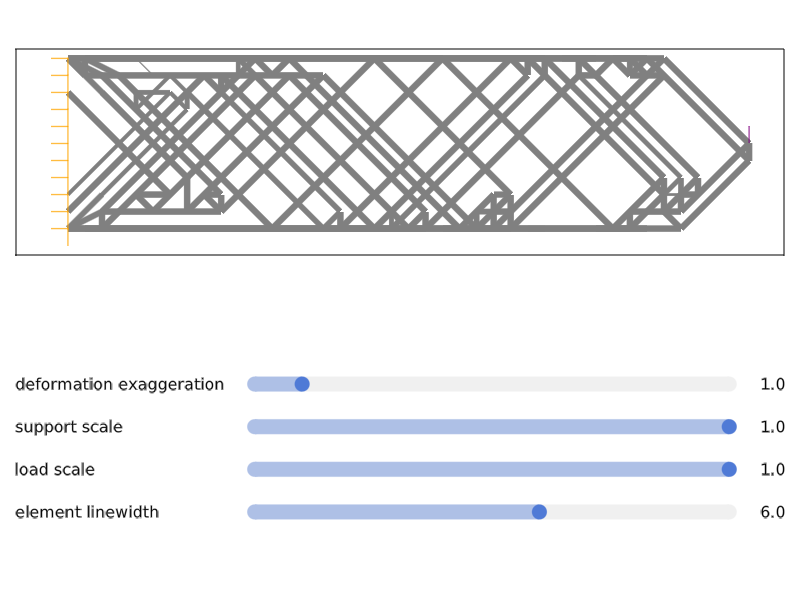 deformation exaggeration 1.0
support scale 1.0
load scale 1.0
element linewidth 6.0